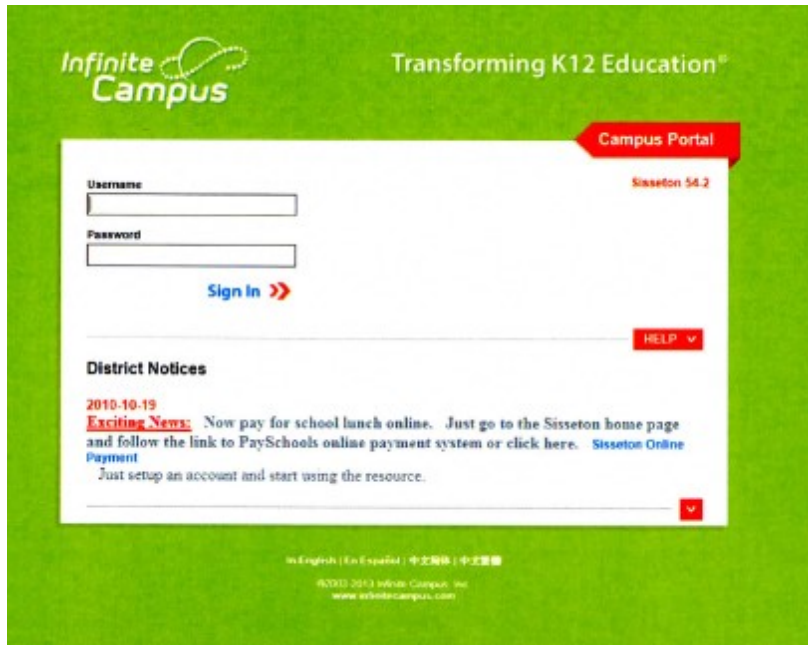 Infinite
Campus
Transforming K12 Education®
Campus Portal
Username
Sisseton 54-2
Password
Sign In
HELP
District Notices
2010-10-19
Exciting News: Now pay for school lunch online. Just go to the Sisseton home page
and follow the link to PaySchools online payment system or click here. Sisseton Online
Payment
Just setup an account and start using the resource.
In English | En Español | 中文简体 | 中文繁體
©2003-2013 Infinite Campus, Inc.
www.infinitecampus.com